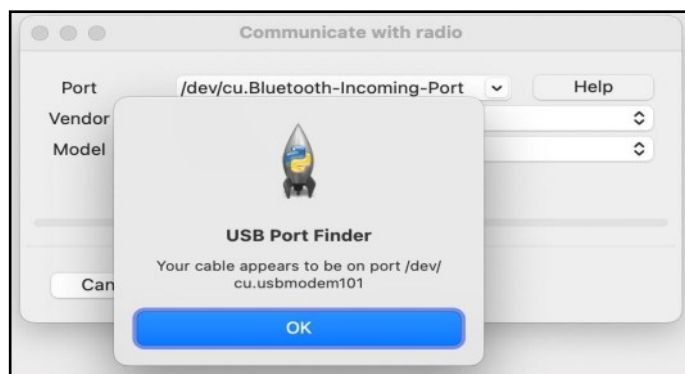 Communicate with radio
Port /dev/cu.Bluetooth-Incoming-Port Help
Vendor
Model
USB Port Finder
Your cable appears to be on port /dev/
cu.usbmodem101
Can
OK